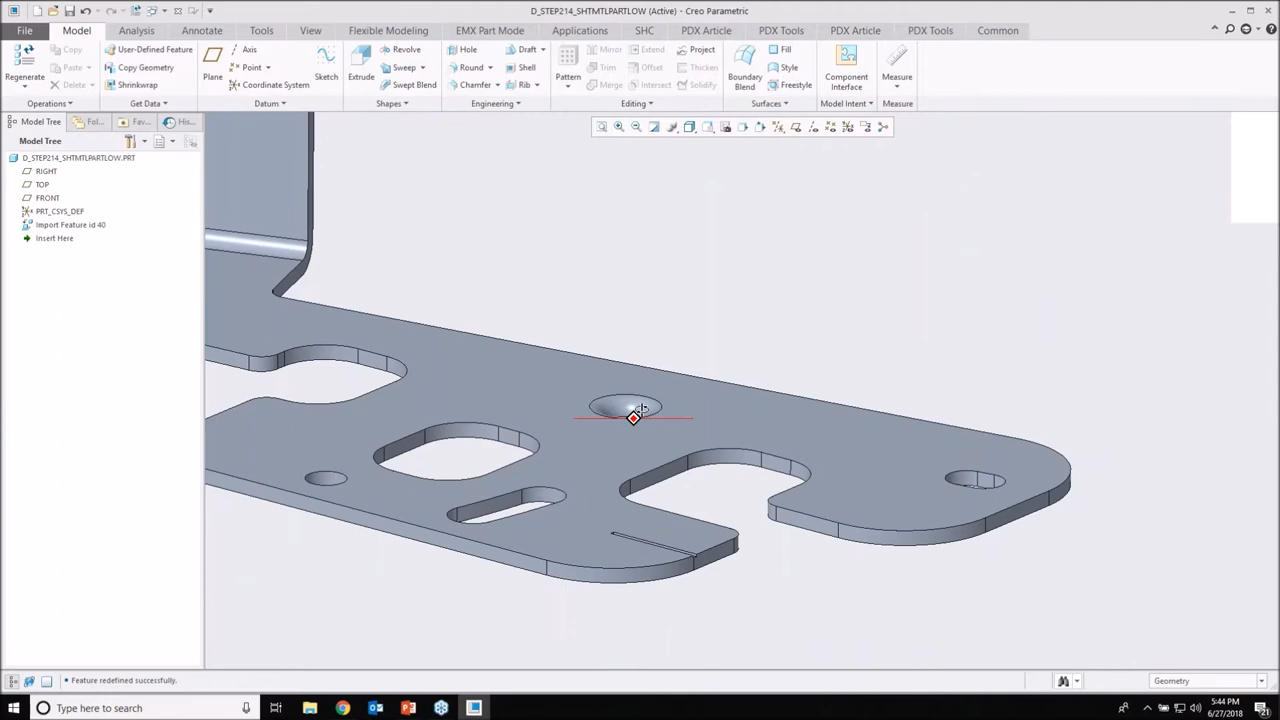 D_STEP214_SHTMTLPARTLOW (Active) - Creo Parametric
File Model Analysis Annotate Tools View Flexible Modeling EMX Part Mode Applications SHC PDX Article PDX Tools PDX Article PDX Tools Common
Regenerate
Copy
Paste
Delete
Operations
User-Defined Feature
Copy Geometry
Shrinkwrap
Get Data
Plane
Axis
Point
Coordinate System
Sketch
Datum
Extrude
Revolve
Sweep
Swept Blend
Shapes
Hole
Round
Chamfer
Draft
Shell
Rib
Engineering
Pattern
Mirror
Trim
Merge
Extend
Offset
Intersect
Project
Thicken
Solidify
Editing
Boundary
Blend
Fill
Style
Freestyle
Surfaces
Component
Interface
Model Intent
Measure
Measure
Model Tree Fol... Fav... His...
Model Tree
D_STEP214_SHTMTLPARTLOW.PRT
RIGHT
TOP
FRONT
PRT_CSYS_DEF
Import Feature id 40
Insert Here
• Feature redefined successfully.
Geometry
Type here to search
5:44 PM
6/27/2018
21